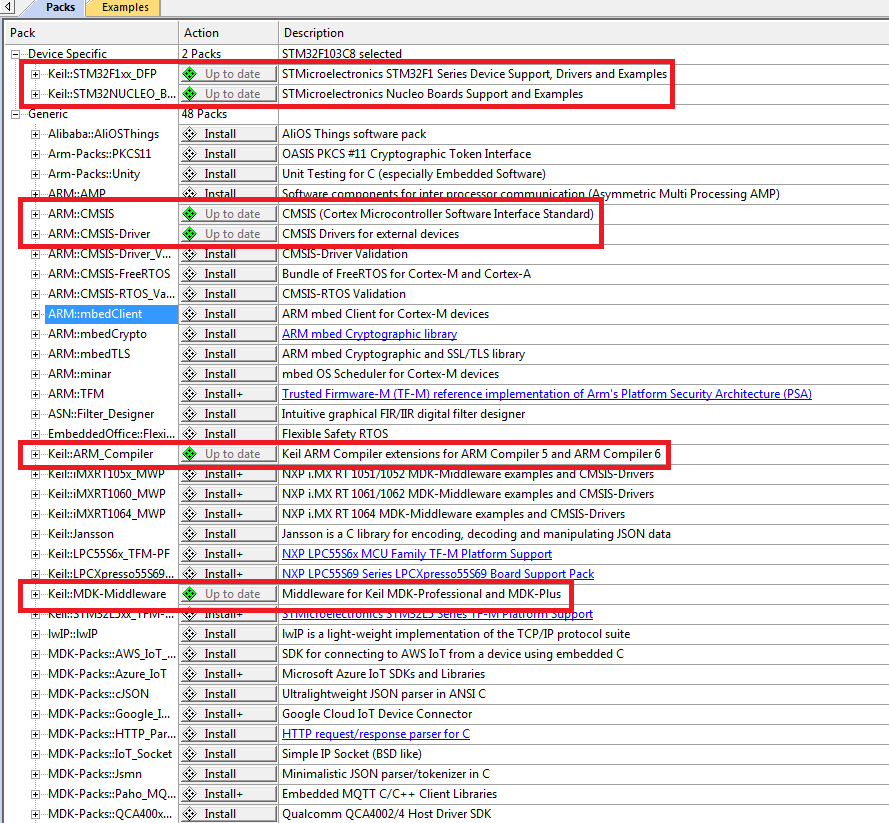 Packs Examples
Pack Action Description
Device Specific 2 Packs STM32F103C8 selected
Keil::STM32F1xx_DFP Up to date STMicroelectronics STM32F1 Series Device Support, Drivers and Examples
Keil::STM32NUCLEO_B... Up to date STMicroelectronics Nucleo Boards Support and Examples
Generic 48 Packs
Alibaba::AliOSThings Install AliOS Things software pack
Arm-Packs::PKCS11 Install OASIS PKCS #11 Cryptographic Token Interface
Arm-Packs::Unity Install Unit Testing for C (especially Embedded Software)
ARM::AMP Install Software components for inter processor communication (Asymmetric Multi Processing AMP)
ARM::CMSIS Up to date CMSIS (Cortex Microcontroller Software Interface Standard)
ARM::CMSIS-Driver Up to date CMSIS Drivers for external devices
ARM::CMSIS-Driver_V... Install CMSIS-Driver Validation
ARM::CMSIS-FreeRTOS Install Bundle of FreeRTOS for Cortex-M and Cortex-A
ARM::CMSIS-RTOS_Va... Install CMSIS-RTOS Validation
ARM::mbedClient Install ARM mbed Client for Cortex-M devices
ARM::mbedCrypto Install ARM mbed Cryptographic library
ARM::mbedTLS Install ARM mbed Cryptographic and SSL/TLS library
ARM::minar Install mbed OS Scheduler for Cortex-M devices
ARM::TFM Install+ Trusted Firmware-M (TF-M) reference implementation of Arm's Platform Security Architecture (PSA)
ASN::Filter_Designer Install Intuitive graphical FIR/IIR digital filter designer
EmbeddedOffice::Flexi... Install Flexible Safety RTOS
Keil::ARM_Compiler Up to date Keil ARM Compiler extensions for ARM Compiler 5 and ARM Compiler 6
Keil::iMXRT105x_MWP Install+ NXP i.MX RT 1051/1052 MDK-Middleware examples and CMSIS-Drivers
Keil::iMXRT1060_MWP Install+ NXP i.MX RT 1061/1062 MDK-Middleware examples and CMSIS-Drivers
Keil::iMXRT1064_MWP Install+ NXP i.MX RT 1064 MDK-Middleware examples and CMSIS-Drivers
Keil::Jansson Install Jansson is a C library for encoding, decoding and manipulating JSON data
Keil::LPC55S6x_TFM-PF Install+ NXP LPC55S6x MCU Family TF-M Platform Support
Keil::LPCXpresso55S69... Install+ NXP LPC55S69 Series LPCXpresso55S69 Board Support Pack
Keil::MDK-Middleware Up to date Middleware for Keil MDK-Professional and MDK-Plus
Keil::STM32L5xx_TFM-... Install+ STMicroelectronics STM32L5 Series TF-M Platform Support
lwIP::lwIP Install lwIP is a light-weight implementation of the TCP/IP protocol suite
MDK-Packs::AWS_IoT_... Install SDK for connecting to AWS IoT from a device using embedded C
MDK-Packs::Azure_IoT Install+ Microsoft Azure IoT SDKs and Libraries
MDK-Packs::cJSON Install Ultralightweight JSON parser in ANSI C
MDK-Packs::Google_I... Install+ Google Cloud IoT Device Connector
MDK-Packs::HTTP_Par... Install HTTP request/response parser for C
MDK-Packs::IoT_Socket Install Simple IP Socket (BSD like)
MDK-Packs::Jsmn Install Minimalistic JSON parser/tokenizer in C
MDK-Packs::Paho_MQ... Install+ Embedded MQTT C/C++ Client Libraries
MDK-Packs::QCA400x... Install Qualcomm QCA4002/4 Host Driver SDK